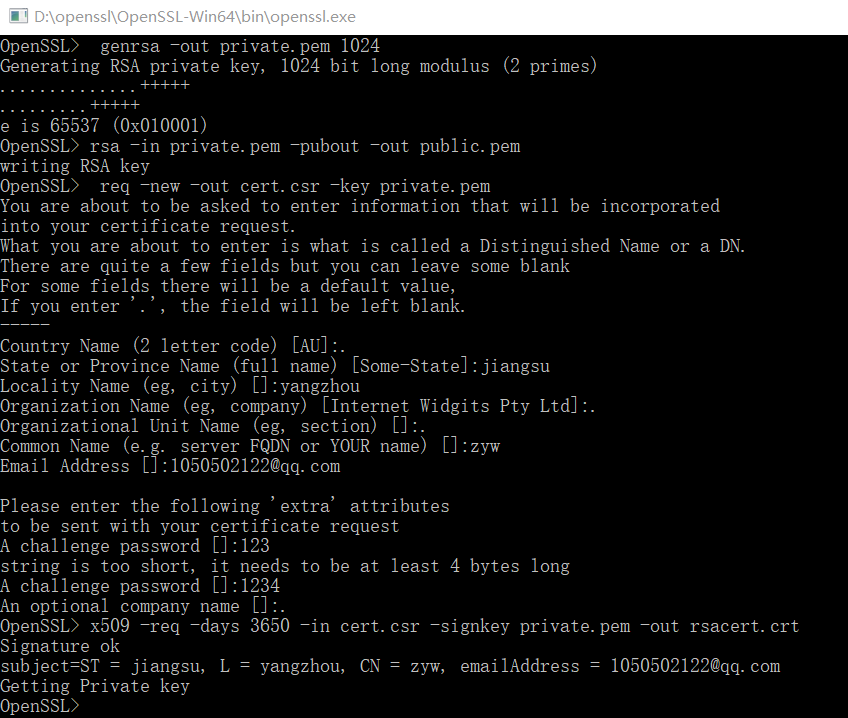 D:\openssl\OpenSSL-Win64\bin\openssl.exe
OpenSSL>  genrsa -out private.pem 1024
Generating RSA private key, 1024 bit long modulus (2 primes)
..............+++++
.........+++++
e is 65537 (0x010001)
OpenSSL> rsa -in private.pem -pubout -out public.pem
writing RSA key
OpenSSL>  req -new -out cert.csr -key private.pem
You are about to be asked to enter information that will be incorporated
into your certificate request.
What you are about to enter is what is called a Distinguished Name or a DN.
There are quite a few fields but you can leave some blank
For some fields there will be a default value,
If you enter '.', the field will be left blank.
-----
Country Name (2 letter code) [AU]:.
State or Province Name (full name) [Some-State]:jiangsu
Locality Name (eg, city) []:yangzhou
Organization Name (eg, company) [Internet Widgits Pty Ltd]:.
Organizational Unit Name (eg, section) []:.
Common Name (e.g. server FQDN or YOUR name) []:zyw
Email Address []:1050502122@qq.com

Please enter the following 'extra' attributes
to be sent with your certificate request
A challenge password []:123
string is too short, it needs to be at least 4 bytes long
A challenge password []:1234
An optional company name []:.
OpenSSL> x509 -req -days 3650 -in cert.csr -signkey private.pem -out rsacert.crt
Signature ok
subject=ST = jiangsu, L = yangzhou, CN = zyw, emailAddress = 1050502122@qq.com
Getting Private key
OpenSSL>